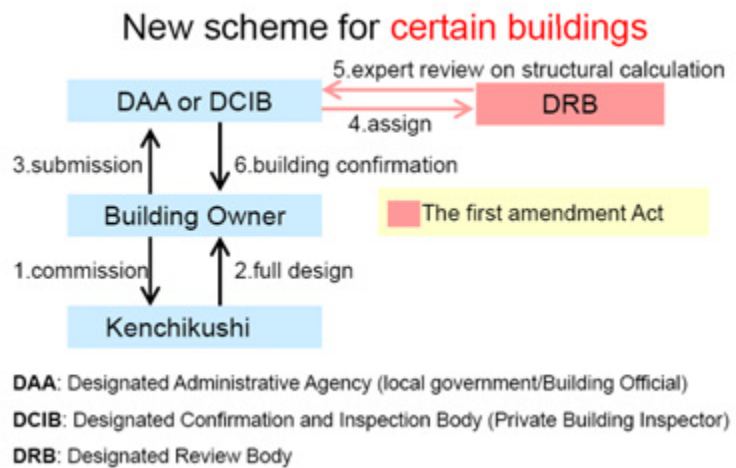 New scheme for certain buildings
5.expert review on structural calculation
DAA or DCIB
DRB
4.assign
3.submission
6.building confirmation
Building Owner
The first amendment Act
1.commission
2.full design
Kenchikushi
DAA: Designated Administrative Agency (local government/Building Official)
DCIB: Designated Confirmation and Inspection Body (Private Building Inspector)
DRB: Designated Review Body